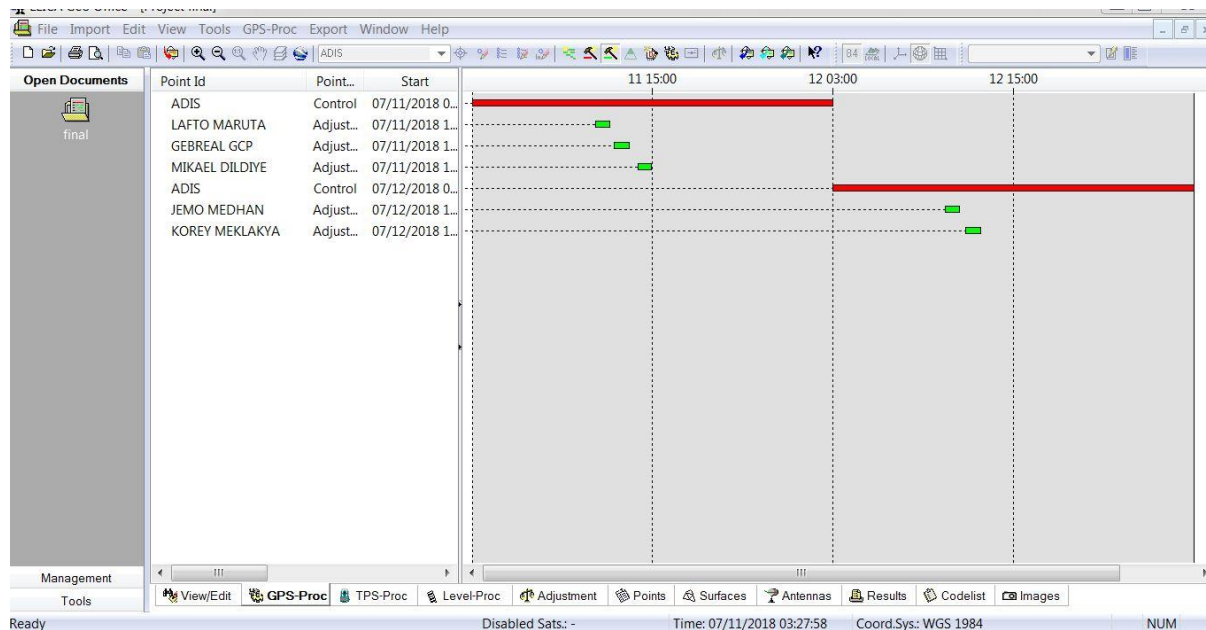 File Import Edit View Tools GPS-Proc Export Window Help
ADIS
Open Documents
final
Management
Tools
Point Id Point... Start
ADIS Control 07/11/2018 0...
LAFTO MARUTA Adjust... 07/11/2018 1...
GEBREAL GCP Adjust... 07/11/2018 1...
MIKAEL DILDIYE Adjust... 07/11/2018 1...
ADIS Control 07/12/2018 0...
JEMO MEDHAN Adjust... 07/12/2018 1...
KOREY MEKLAKYA Adjust... 07/12/2018 1...
11 15:00 12 03:00 12 15:00
View/Edit GPS-Proc TPS-Proc Level-Proc Adjustment Points Surfaces Antennas Results Codelist Images
Ready Disabled Sats.: - Time: 07/11/2018 03:27:58 Coord.Sys.: WGS 1984 NUM